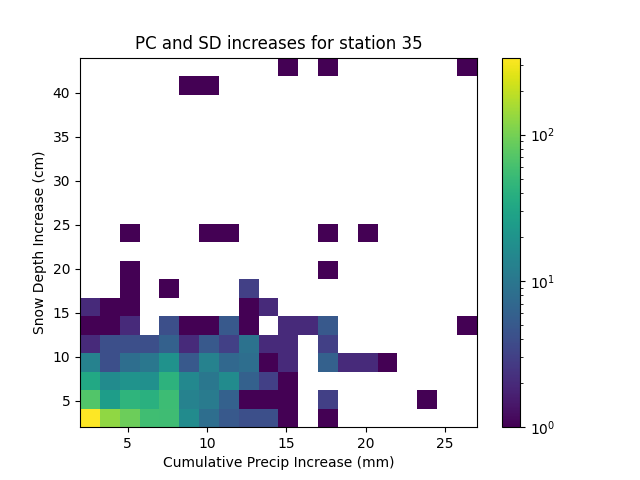 PC and SD increases for station 35
Snow Depth Increase (cm)
40
35
30
25
20
15
10
5
5 10 15 20 25
Cumulative Precip Increase (mm)
10²
10¹
10⁰